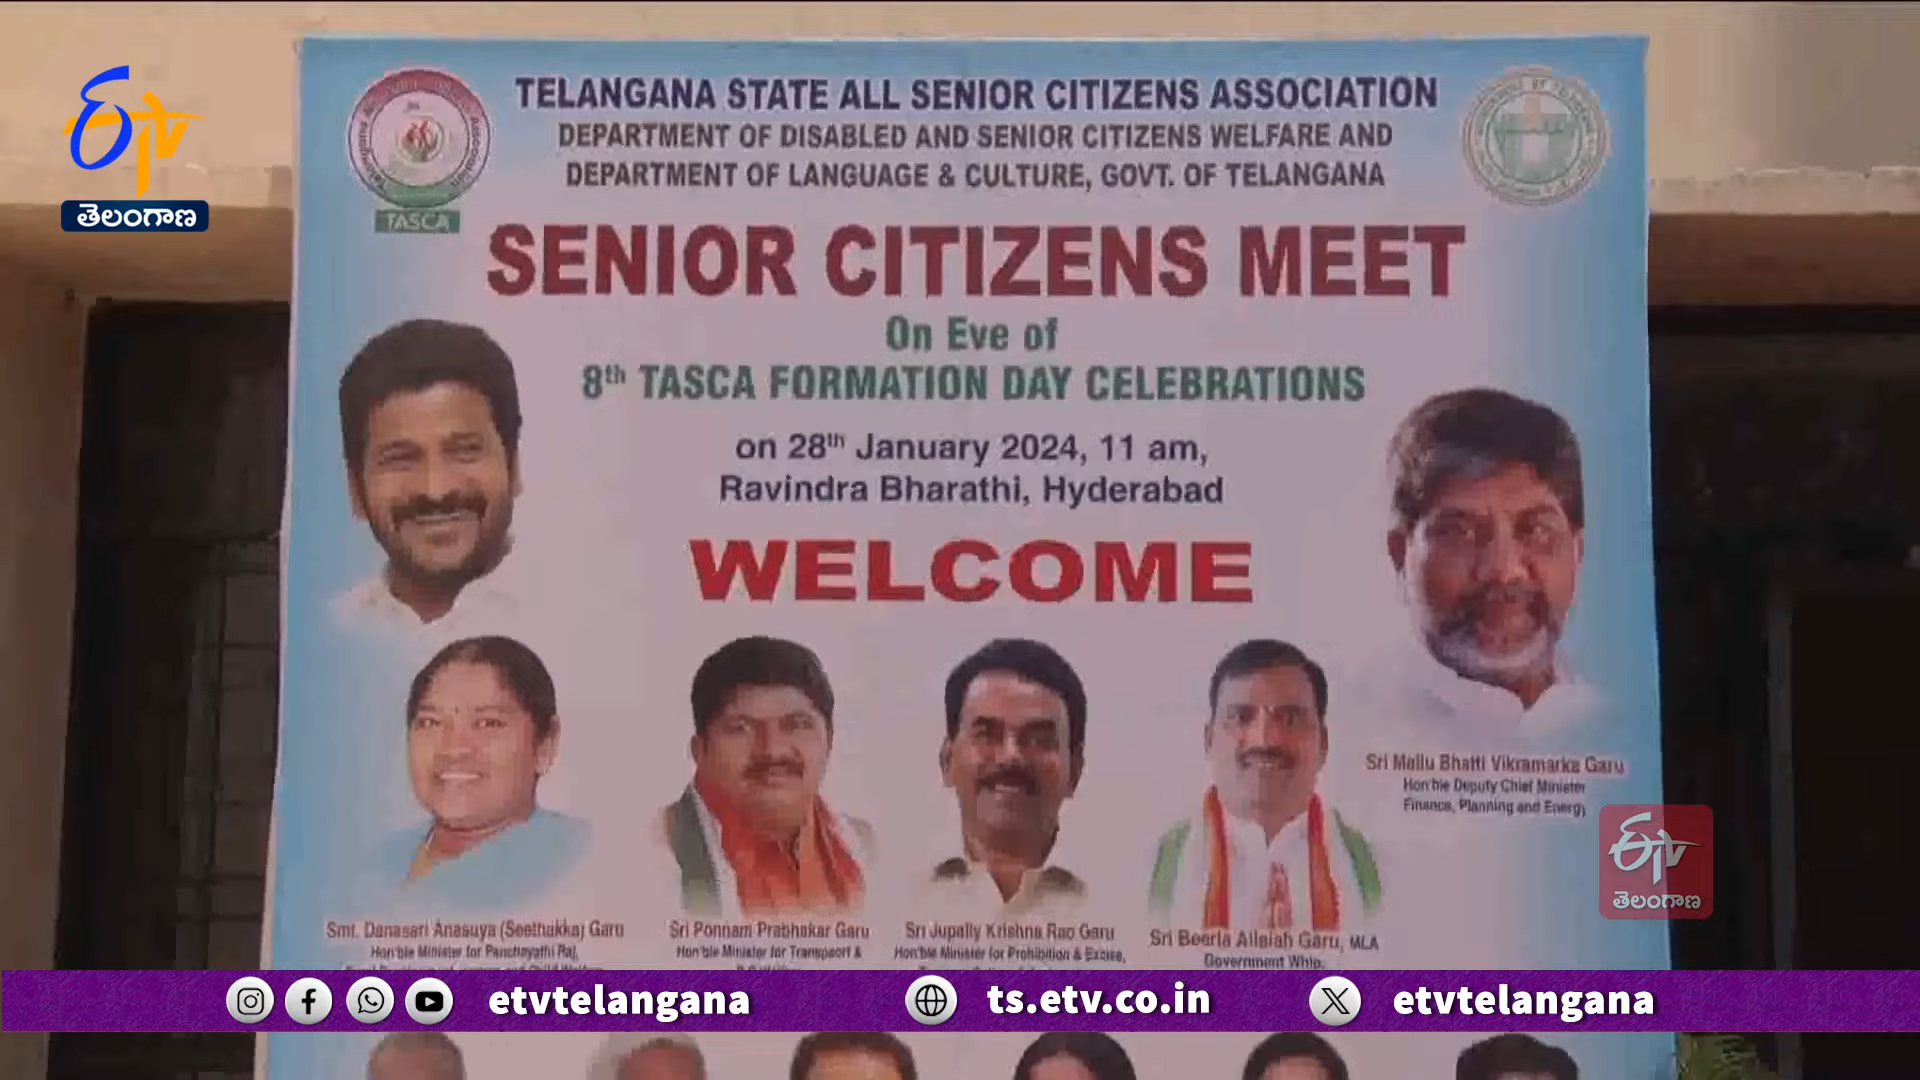 ETV
తెలంగాణ
TELANGANA STATE ALL SENIOR CITIZENS ASSOCIATION
DEPARTMENT OF DISABLED AND SENIOR CITIZENS WELFARE AND
DEPARTMENT OF LANGUAGE & CULTURE, GOVT. OF TELANGANA
TASCA
SENIOR CITIZENS MEET
On Eve of
8th TASCA FORMATION DAY CELEBRATIONS
on 28th January 2024, 11 am,
Ravindra Bharathi, Hyderabad
WELCOME
Sri Mallu Bhatti Vikramarka Garu
Hon'ble Deputy Chief Minister
Finance, Planning and Energy
తెలంగాణ
Smt. Danasari Anasuya (Seethakka) Garu
Hon'ble Minister for Panchayathi Raj,
Sri Ponnam Prabhakar Garu
Hon'ble Minister for Transport &
Sri Jupally Krishna Rao Garu
Hon'ble Minister for Prohibition & Excise,
Sri Beerla Ailaiah Garu, MLA
Government Whip,
etvtelangana
ts.etv.co.in
etvtelangana